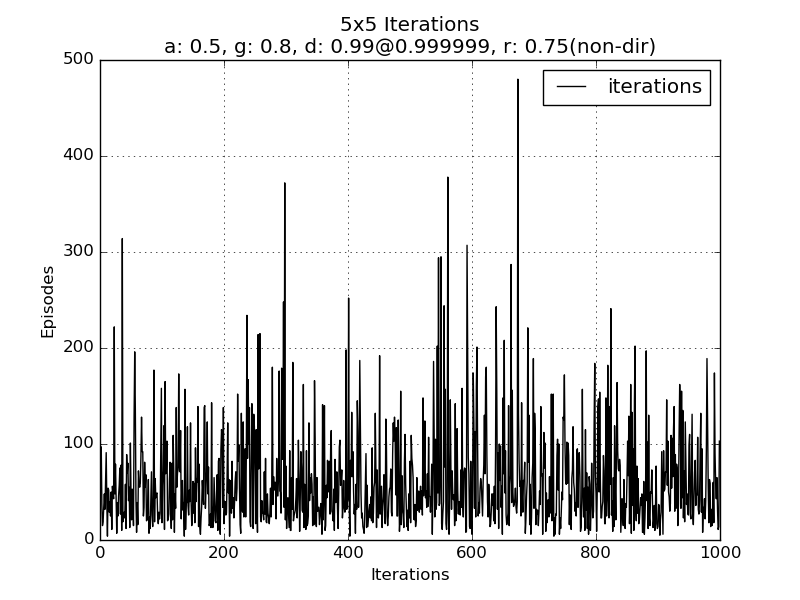 5x5 Iterations
a: 0.5, g: 0.8, d: 0.99@0.999999, r: 0.75(non-dir)
iterations
500
400
300
200
100
0
Episodes
0 200 400 600 800 1000
Iterations